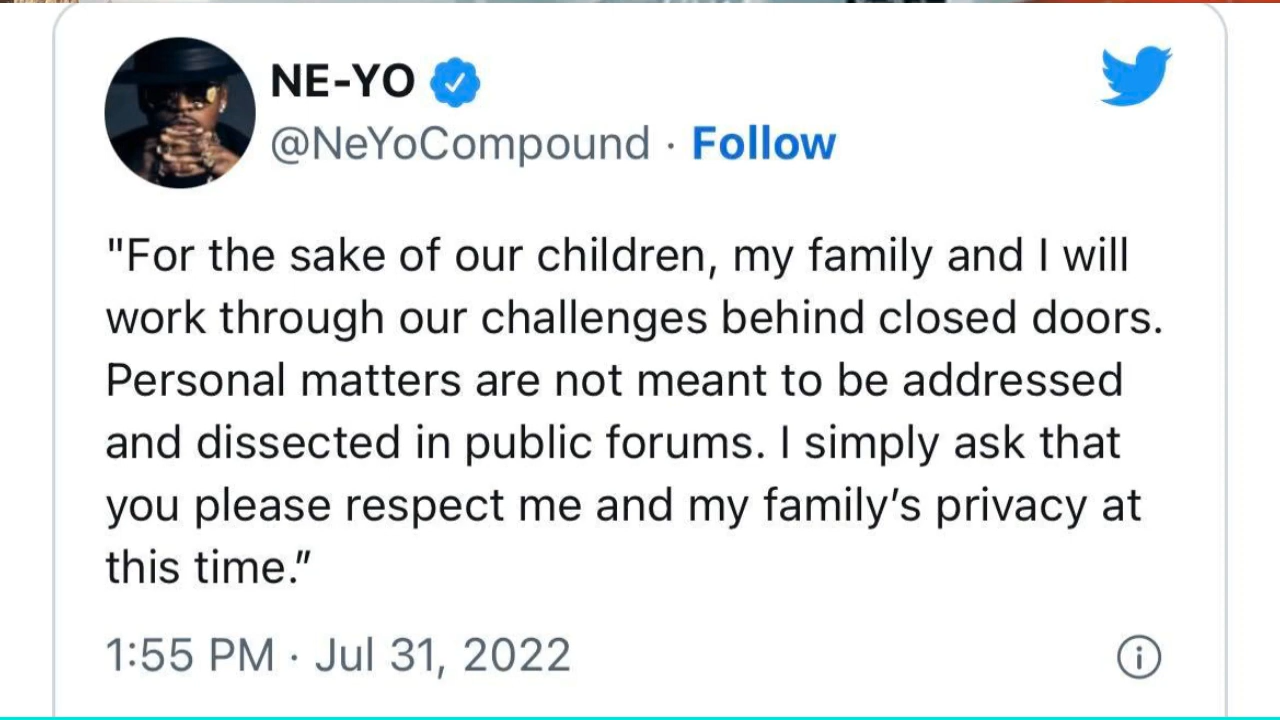 NE-YO
@NeYoCompound · Follow
"For the sake of our children, my family and I will
work through our challenges behind closed doors.
Personal matters are not meant to be addressed
and dissected in public forums. I simply ask that
you please respect me and my family’s privacy at
this time.”
1:55 PM · Jul 31, 2022